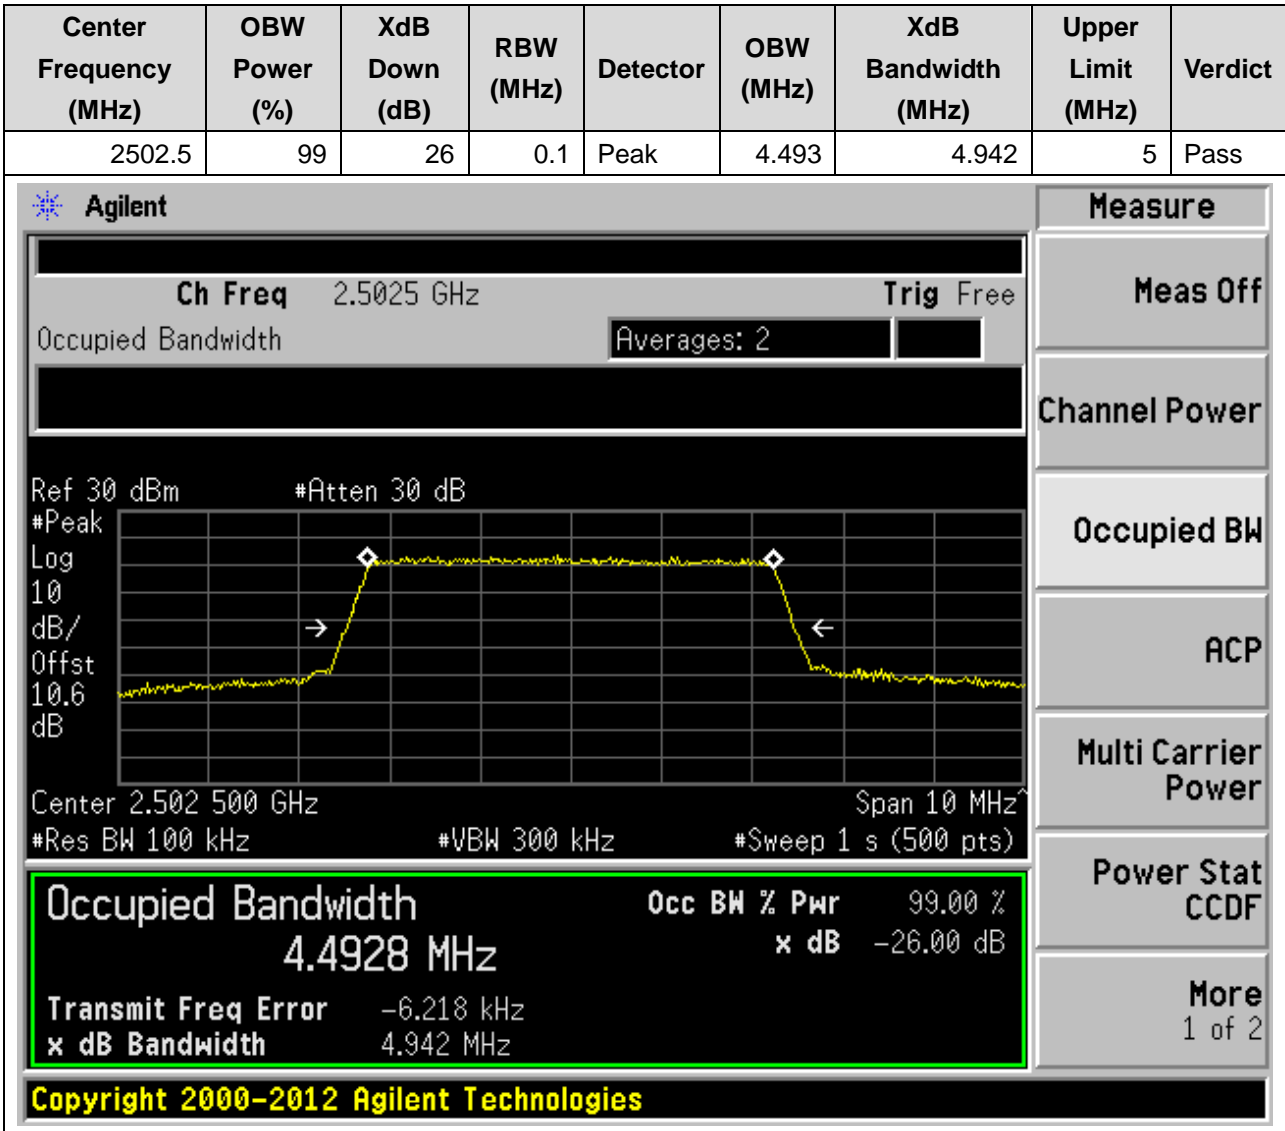 Center Frequency (MHz) OBW Power (%) XdB Down (dB) RBW (MHz) Detector OBW (MHz) XdB Bandwidth (MHz) Upper Limit (MHz) Verdict
2502.5 99 26 0.1 Peak 4.493 4.942 5 Pass
Agilent
Measure
Ch Freq 2.5025 GHz Trig Free
Meas Off
Occupied Bandwidth Averages: 2
Channel Power
Ref 30 dBm #Atten 30 dB
#Peak
Log
10
dB/
Offst
10.6
dB
Occupied BW
ACP
Multi Carrier
Power
Center 2.502 500 GHz Span 10 MHz^
#Res BW 100 kHz #VBW 300 kHz #Sweep 1 s (500 pts)
Power Stat
CCDF
Occupied Bandwidth Occ BW % Pwr 99.00 %
4.4928 MHz x dB -26.00 dB
Transmit Freq Error -6.218 kHz
x dB Bandwidth 4.942 MHz
More
1 of 2
Copyright 2000-2012 Agilent Technologies